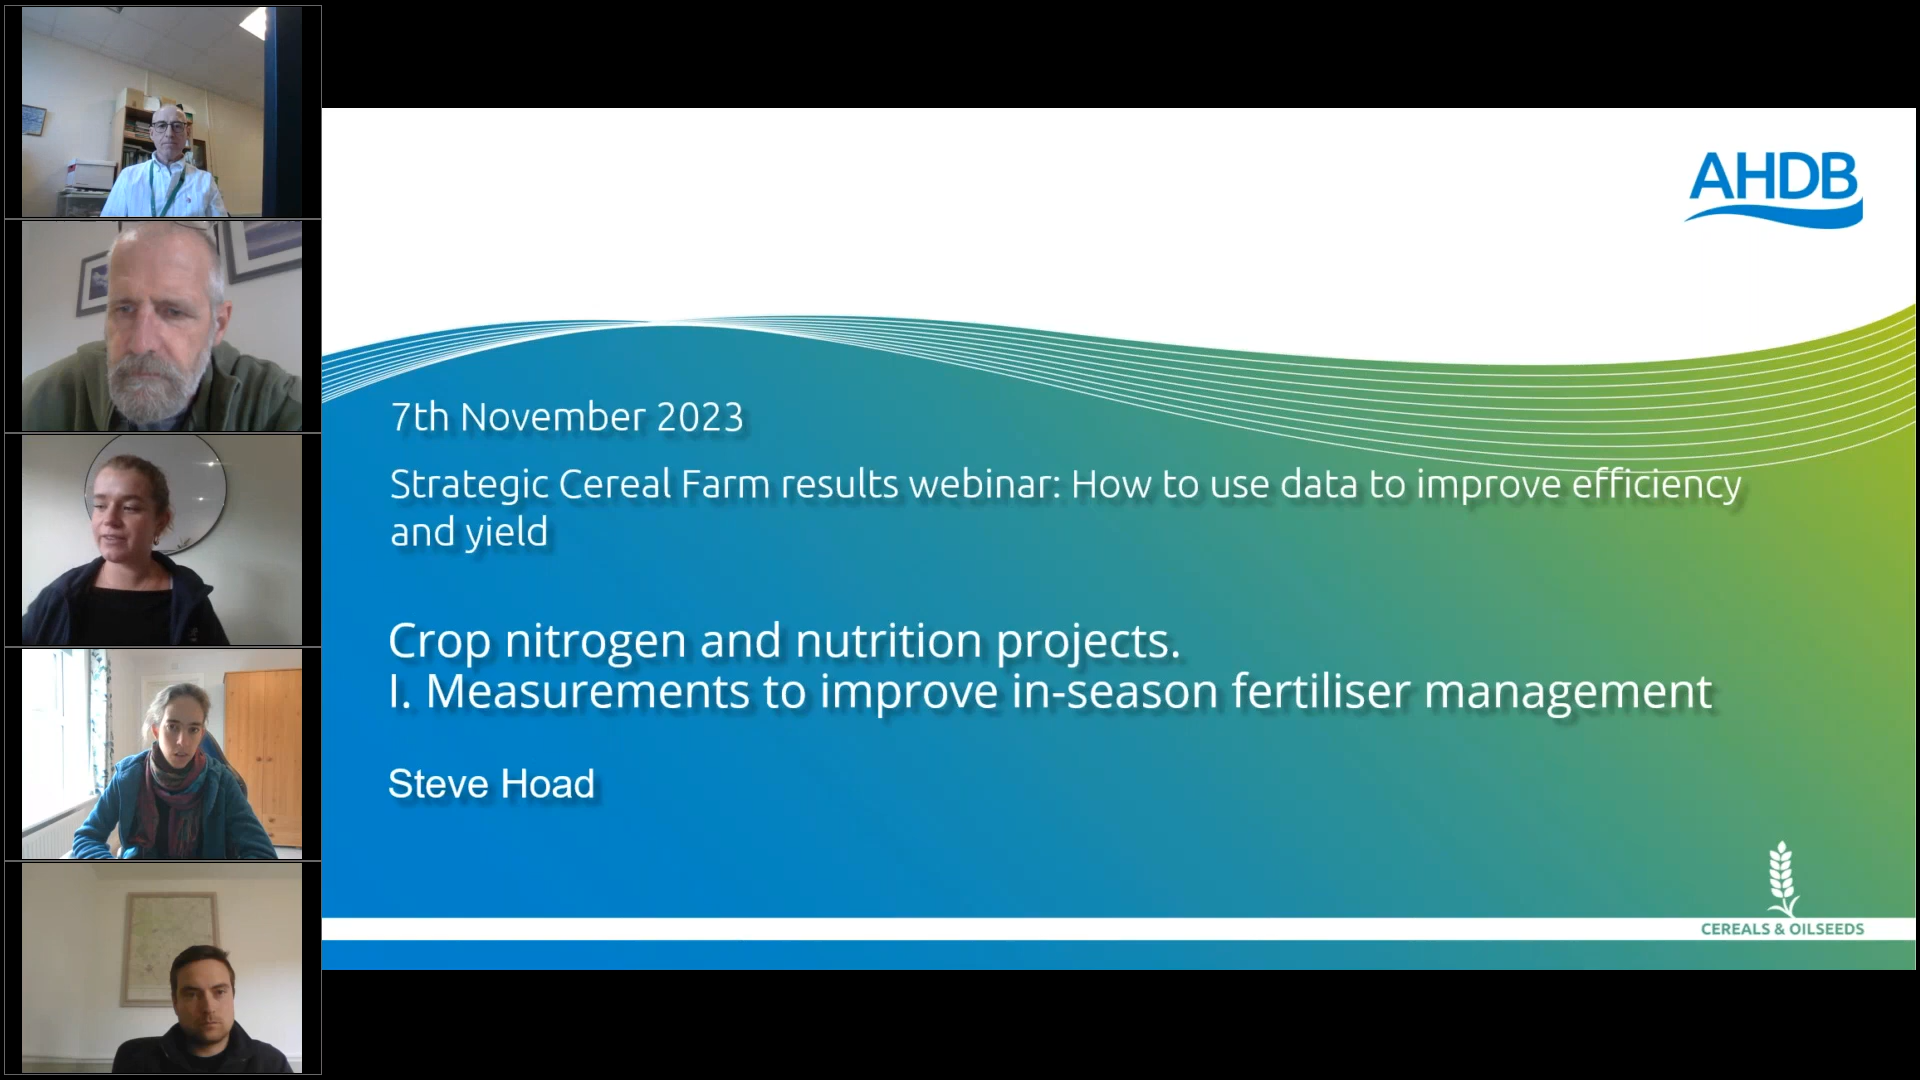 AHDB
7th November 2023
Strategic Cereal Farm results webinar: How to use data to improve efficiency
and yield
Crop nitrogen and nutrition projects.
I. Measurements to improve in-season fertiliser management
Steve Hoad
CEREALS & OILSEEDS